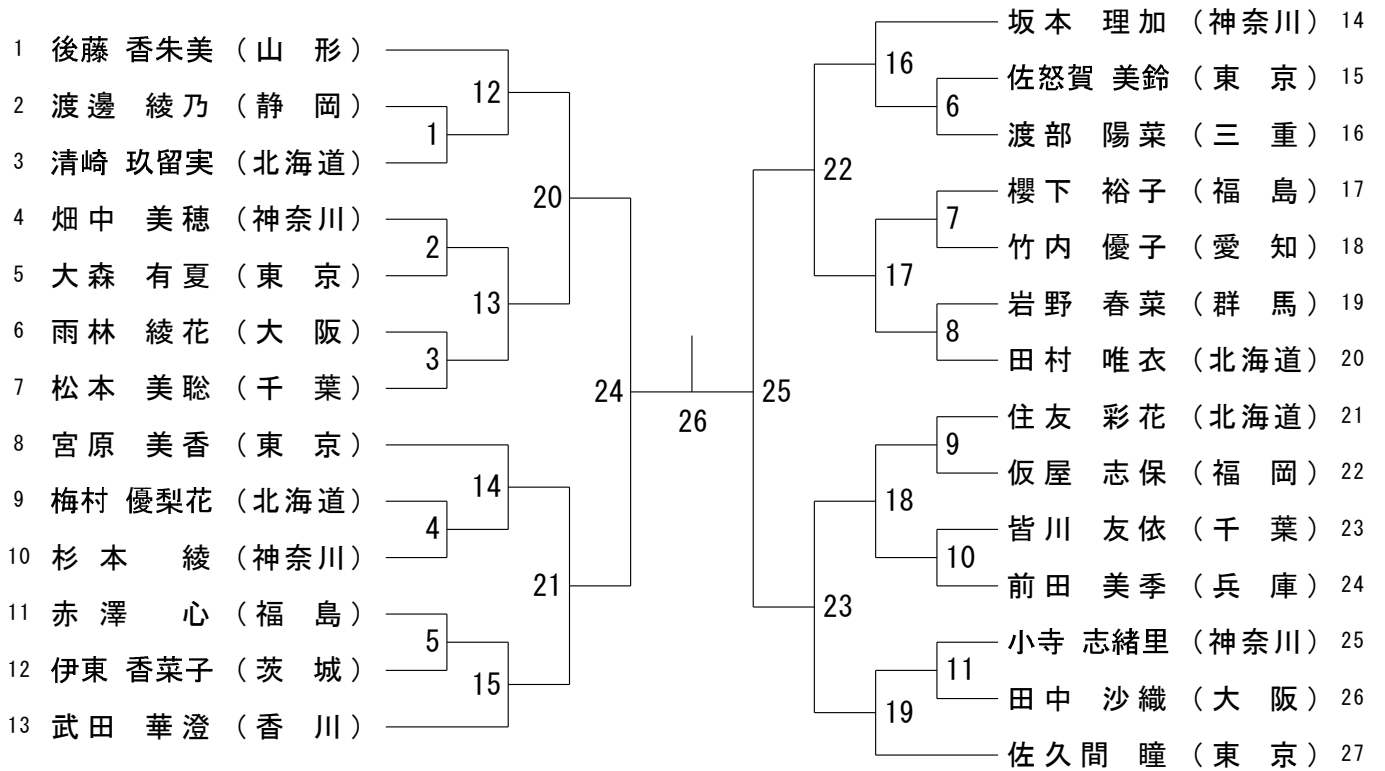 1 後藤 香朱美 (山 形)
2 渡邊 綾乃 (静 岡)
3 清崎 玖留実 (北海道)
4 畑中 美穂 (神奈川)
5 大森 有夏 (東 京)
6 雨林 綾花 (大 阪)
7 松本 美聡 (千 葉)
8 宮原 美香 (東 京)
9 梅村 優梨花 (北海道)
10 杉本 綾 (神奈川)
11 赤澤 心 (福 島)
12 伊東 香菜子 (茨 城)
13 武田 華澄 (香 川)
12
1
20
2
13
3
24
14
4
21
5
15
26
25
16
6
22
7
17
8
9
18
10
23
11
19
坂本 理加 (神奈川) 14
佐怒賀 美鈴 (東 京) 15
渡部 陽菜 (三 重) 16
櫻下 裕子 (福 島) 17
竹内 優子 (愛 知) 18
岩野 春菜 (群 馬) 19
田村 唯衣 (北海道) 20
住友 彩花 (北海道) 21
仮屋 志保 (福 岡) 22
皆川 友依 (千 葉) 23
前田 美季 (兵 庫) 24
小寺 志緒里 (神奈川) 25
田中 沙織 (大 阪) 26
佐久間 瞳 (東 京) 27